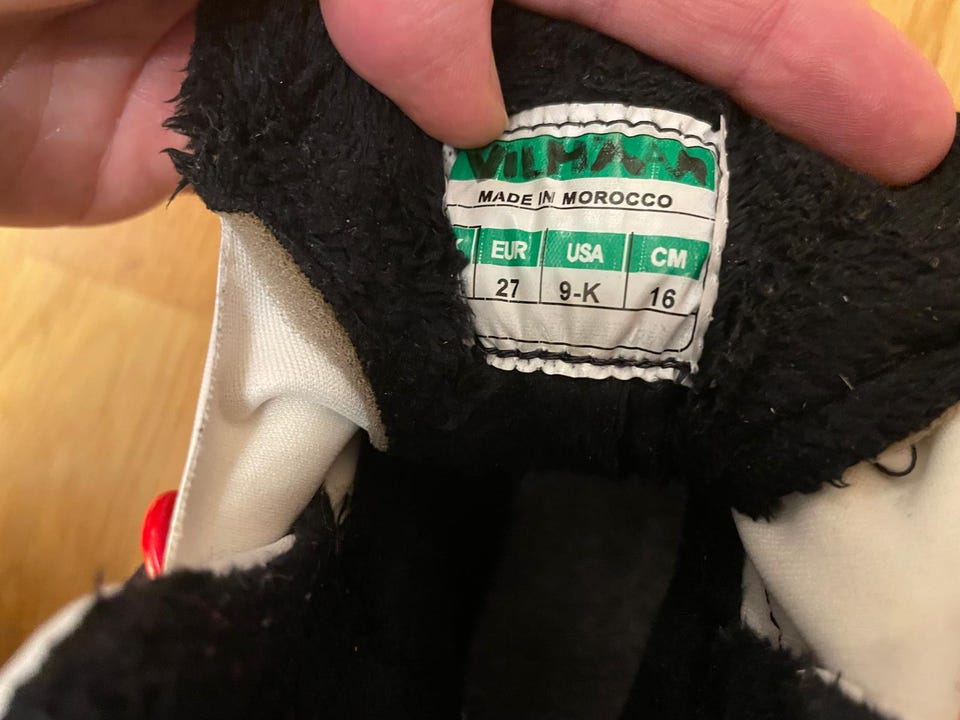 MADE IN MOROCCO
EUR USA CM
27 9-K 16